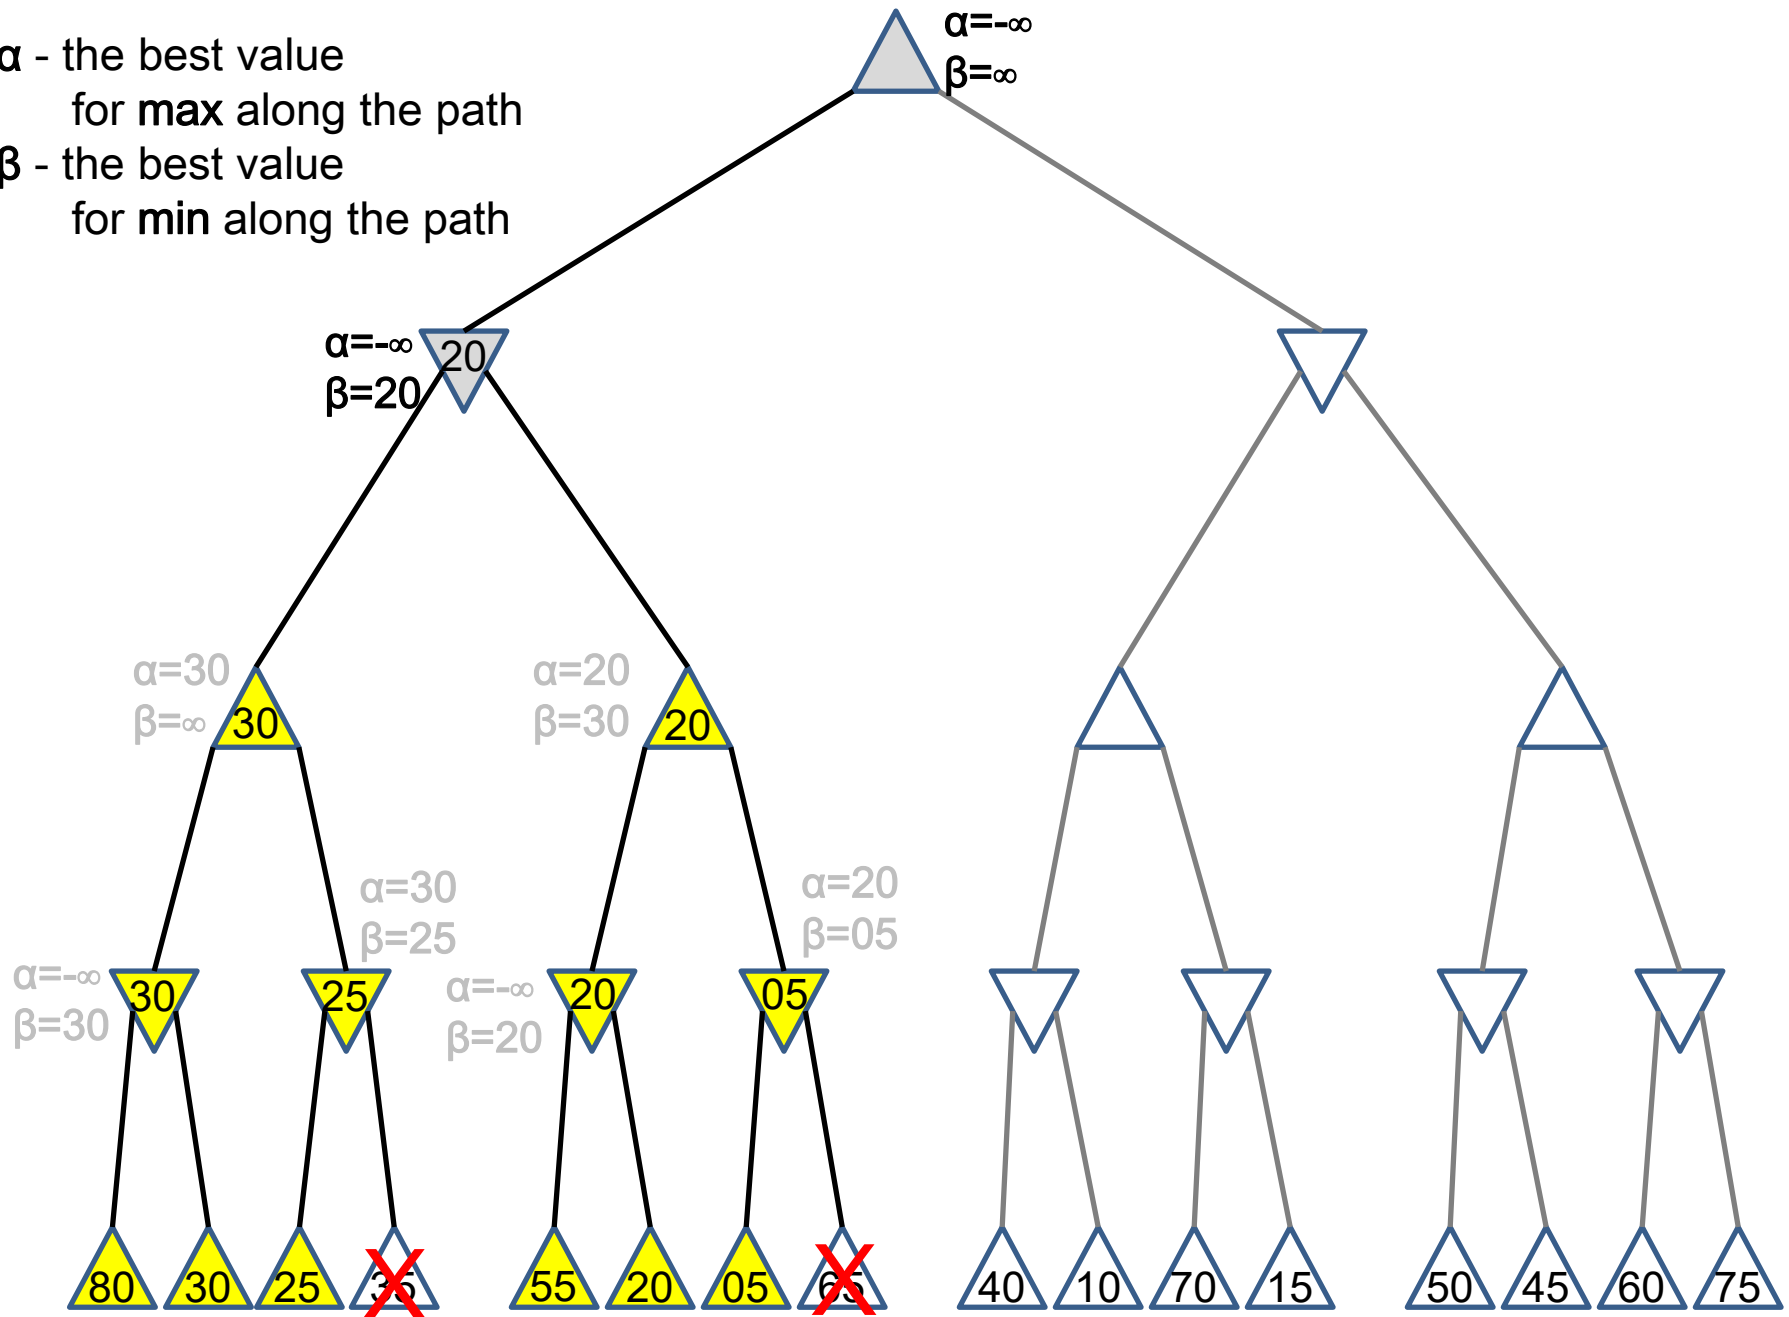 α=-∞
α - the best value
β=∞
for max along the path
β - the best value
for min along the path
α=-∞
20
β=20
α=30
α=20
β=∞
30
β=30
20
α=30
α=20
β=25
β=05
α=-∞
30
25
α=-∞
20
05
β=30
β=20
80 30 25 35 55 20 05 65 40 10 70 15 50 45 60 75